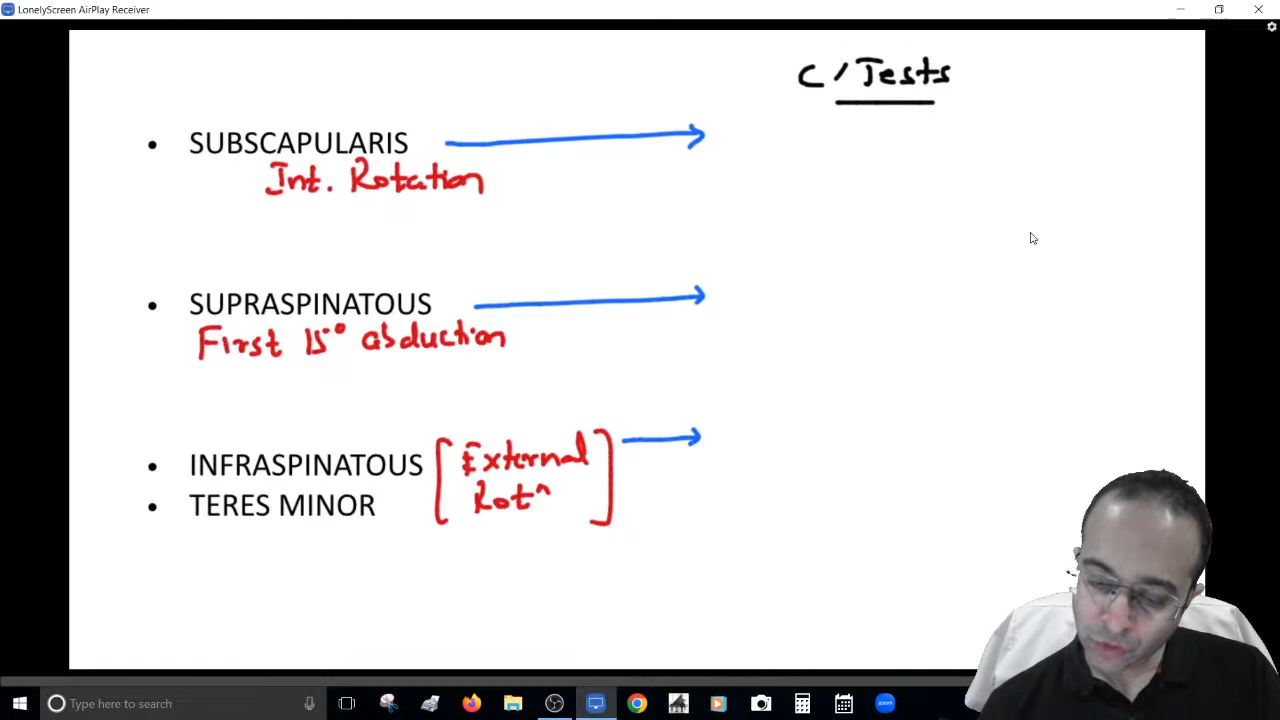 LonelyScreen AirPlay Receiver
C/Tests
• SUBSCAPULARIS
Int. Rotation
• SUPRASPINATOUS
First 15° abduction
• INFRASPINATOUS
• TERES MINOR
[External
Rotⁿ]
Type here to search
zoom